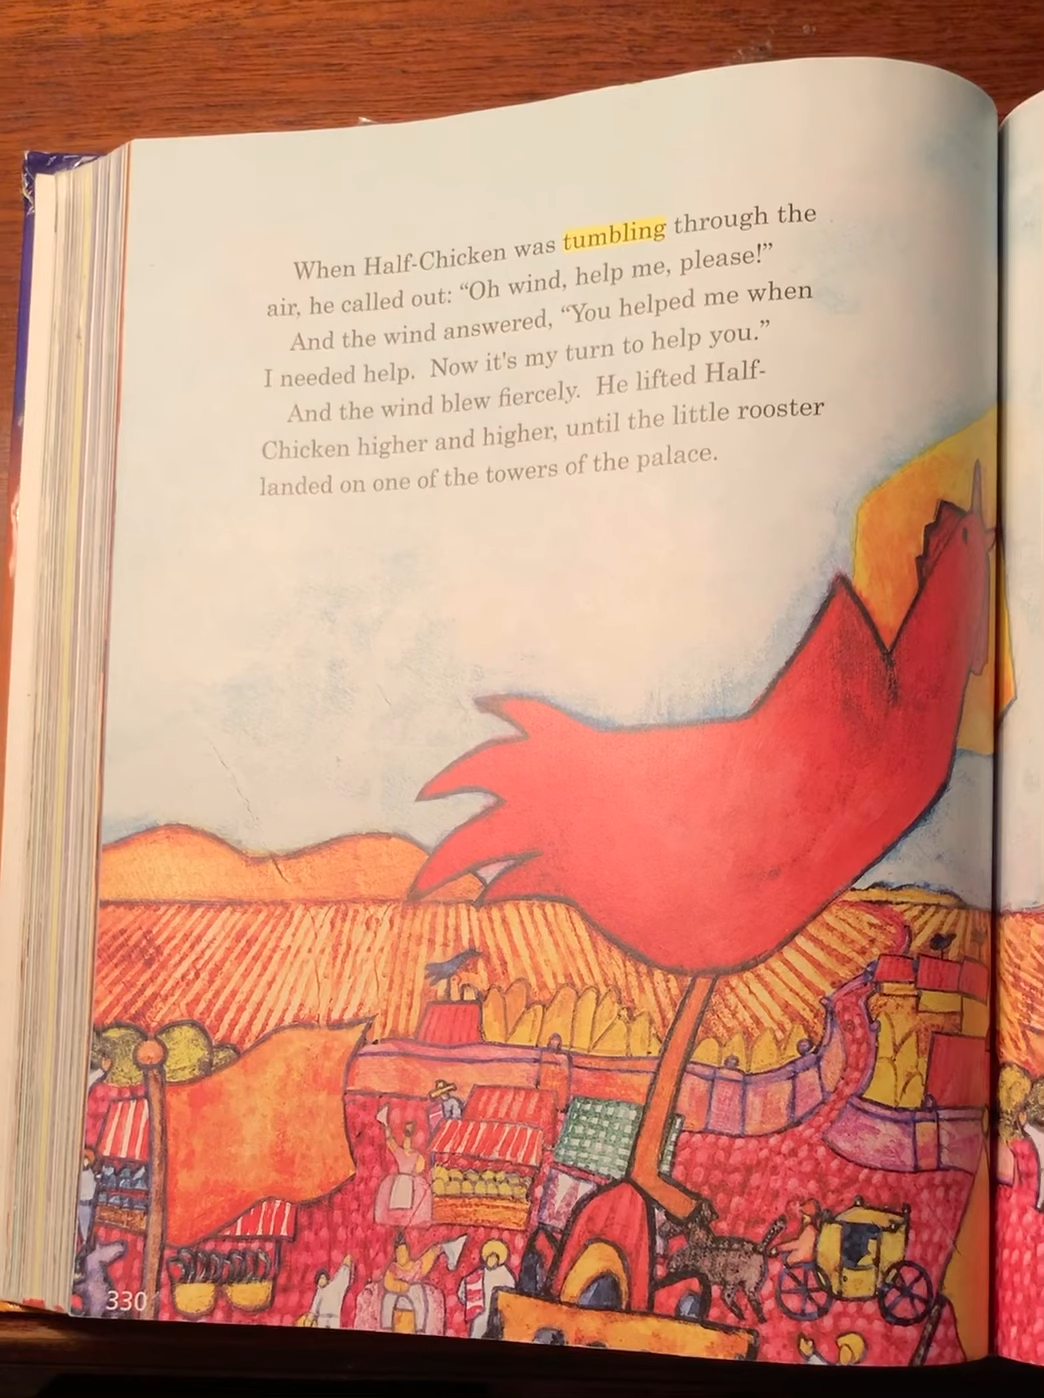 When Half-Chicken was tumbling through the
air, he called out: “Oh wind, help me, please!”
And the wind answered, “You helped me when
I needed help.  Now it's my turn to help you.”
And the wind blew fiercely.  He lifted Half-
Chicken higher and higher, until the little rooster
landed on one of the towers of the palace.
330